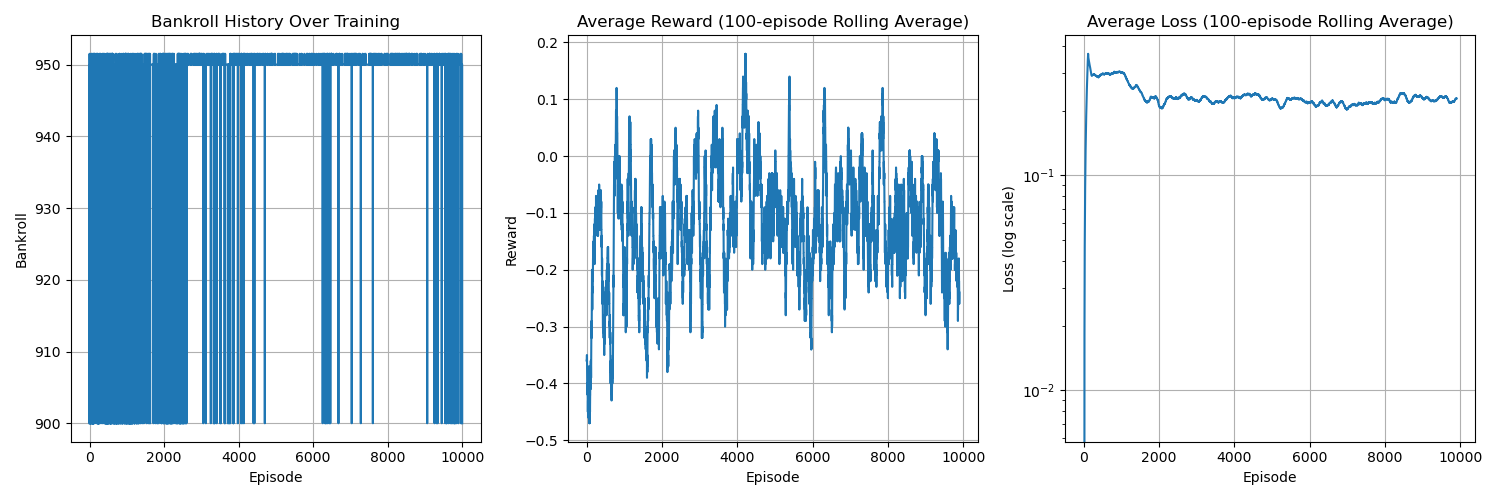 Bankroll History Over Training
Bankroll
950
940
930
920
910
900
0 2000 4000 6000 8000 10000
Episode
Average Reward (100-episode Rolling Average)
Reward
0.2
0.1
0.0
−0.1
−0.2
−0.3
−0.4
−0.5
0 2000 4000 6000 8000 10000
Episode
Average Loss (100-episode Rolling Average)
Loss (log scale)
10⁻¹
10⁻²
0 2000 4000 6000 8000 10000
Episode